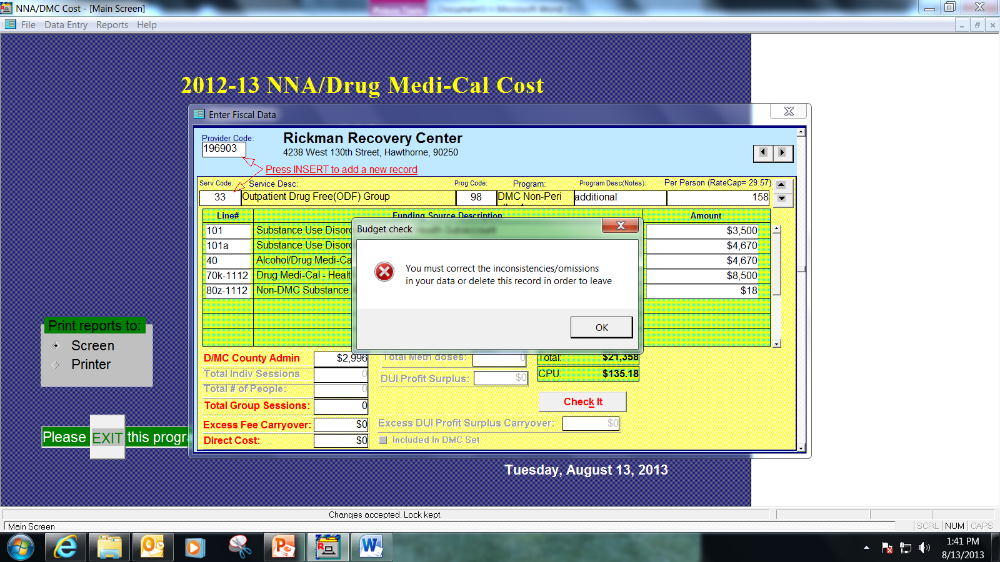 NNA/DMC Cost - [Main Screen]
File Data Entry Reports Help
2012-13 NNA/Drug Medi-Cal Cost
Enter Fiscal Data
Provider Code:
196903
Rickman Recovery Center
4238 West 130th Street, Hawthorne, 90250
Press INSERT to add a new record
Serv Code: Service Desc: Prog Code: Program: Program Desc(Notes): Per Person (RateCap= 29.57)
33 Outpatient Drug Free(ODF) Group 98 DMC Non-Peri additional 158
Line# Funding Source Description Amount
101 Substance Use Disor $3,500
101a Substance Use Disor $4,670
40 Alcohol/Drug Medi-Ca $4,670
70k-1112 Drug Medi-Cal - Healt $8,500
80z-1112 Non-DMC Substance $18
Budget check
You must correct the inconsistencies/omissions
in your data or delete this record in order to leave
OK
D/MC County Admin $2,996 Total Meth doses: 0 Total: $21,358
Total Indiv Sessions 0 DUI Profit Surplus: $0 CPU: $135.18
Total # of People: 0
Total Group Sessions: 0 Check It
Excess Fee Carryover: $0 Excess DUI Profit Surplus Carryover: $0
Direct Cost: $0 Included In DMC Set
Print reports to:
Screen
Printer
Please EXIT this progra
Tuesday, August 13, 2013
Changes accepted. Lock kept.
Main Screen SCRL NUM CAPS
1:41 PM
8/13/2013